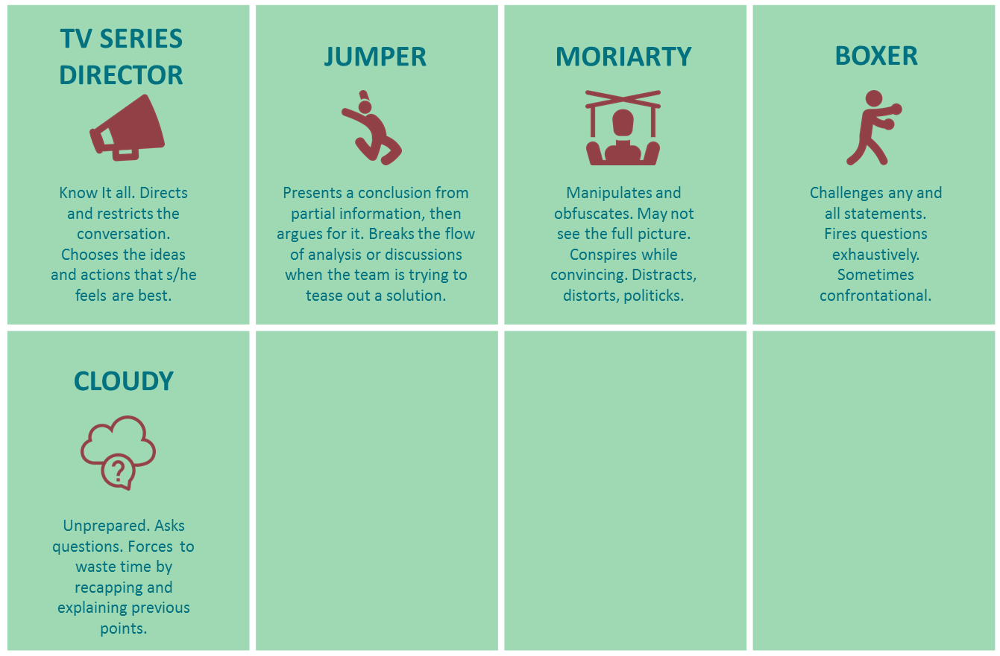 TV SERIES
DIRECTOR
Know It all. Directs
and restricts the
conversation.
Chooses the ideas
and actions that s/he
feels are best.
JUMPER
Presents a conclusion from
partial information, then
argues for it. Breaks the flow
of analysis or discussions
when the team is trying to
tease out a solution.
MORIARTY
Manipulates and
obfuscates. May not
see the full picture.
Conspires while
convincing. Distracts,
distorts, politicks.
BOXER
Challenges any and
all statements.
Fires questions
exhaustively.
Sometimes
confrontational.
CLOUDY
?
Unprepared. Asks
questions. Forces to
waste time by
recapping and
explaining previous
points.